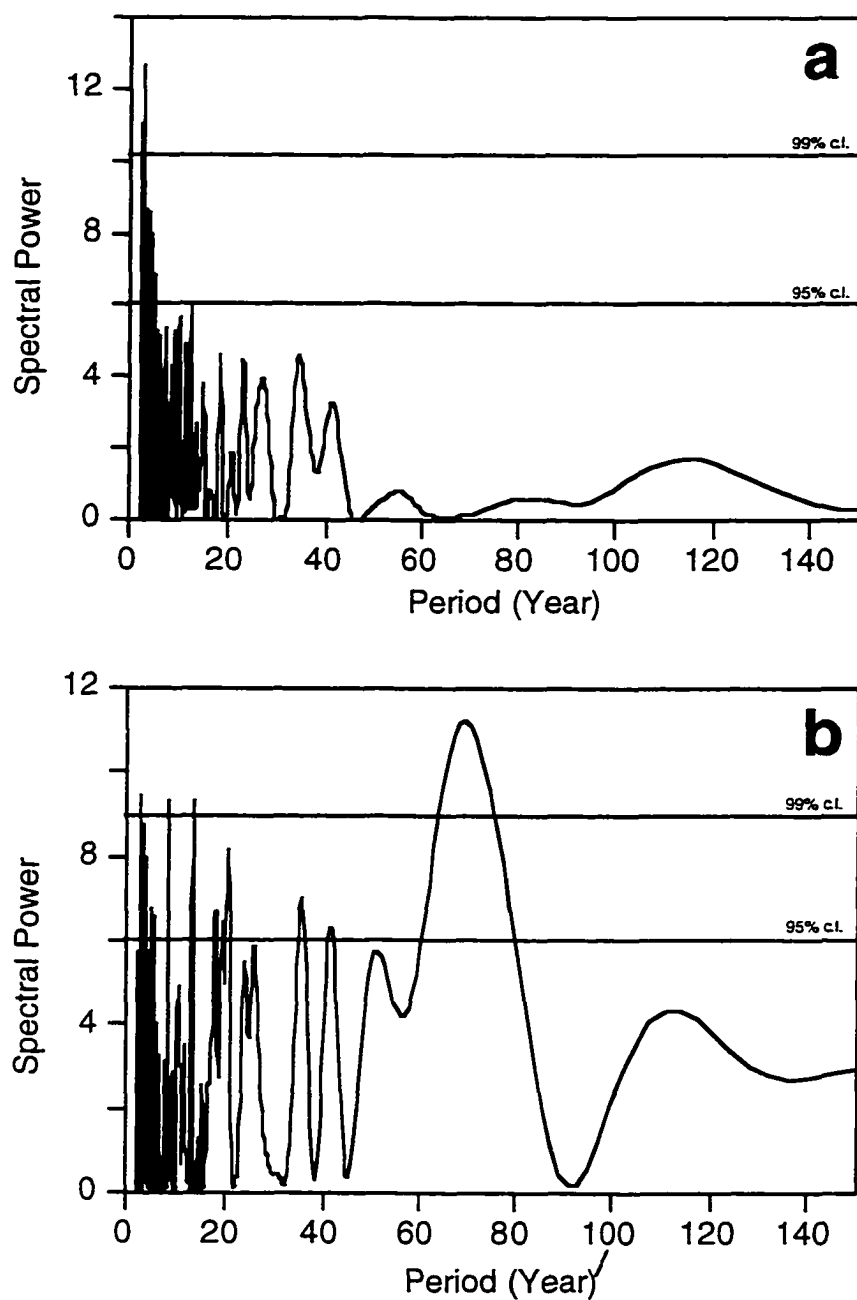 a
12
99% c.l.
8
95% c.l.
4
0
Spectral Power
0 20 40 60 80 100 120 140
Period (Year)
b
12
99% c.l.
8
95% c.l.
4
0
Spectral Power
0 20 40 60 80 100 120 140
Period (Year)